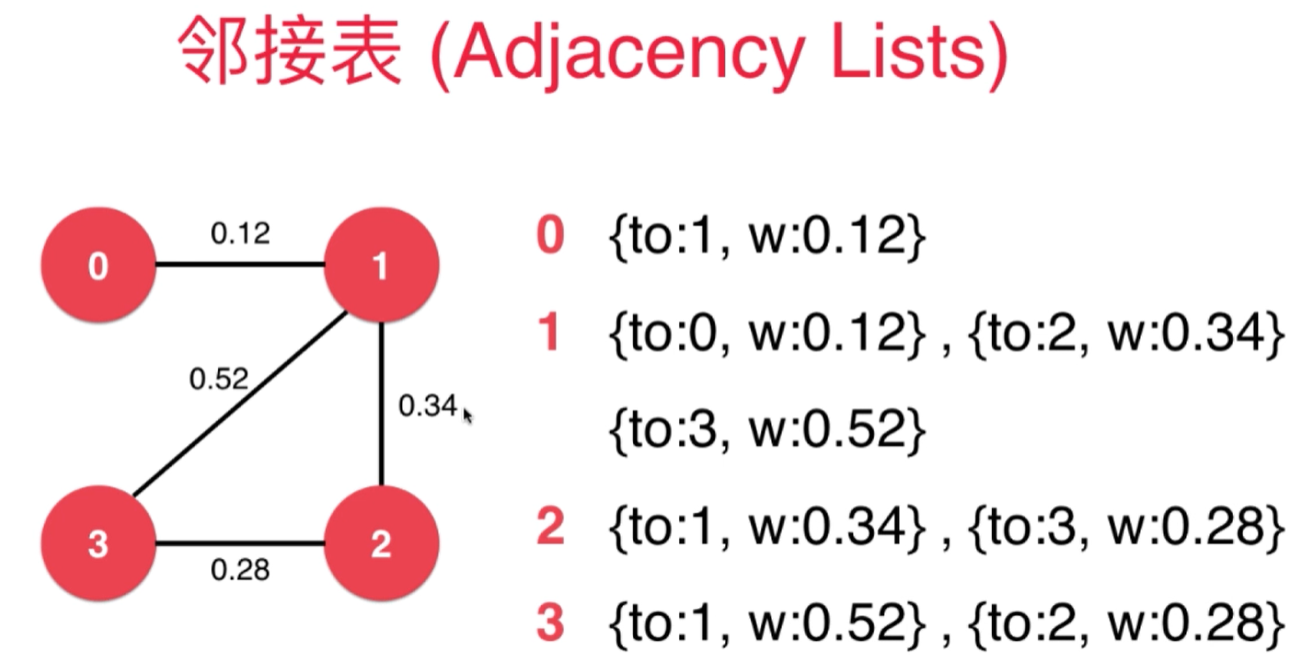 邻接表 (Adjacency Lists)
0
0.12
1
0.52
0.34
3
0.28
2
0 {to:1, w:0.12}
1 {to:0, w:0.12} , {to:2, w:0.34}
{to:3, w:0.52}
2 {to:1, w:0.34} , {to:3, w:0.28}
3 {to:1, w:0.52} , {to:2, w:0.28}